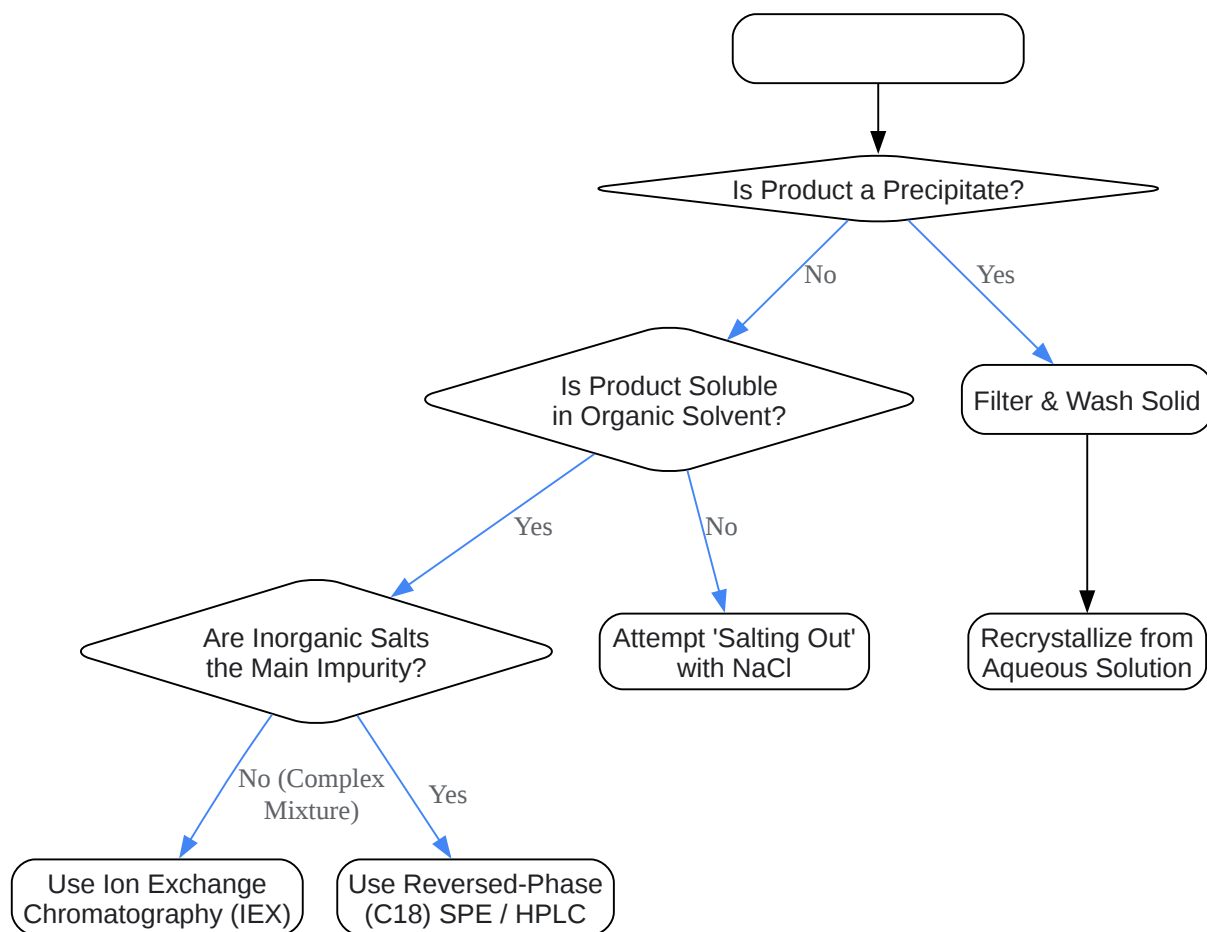 Is Product a Precipitate?
No
Yes
Is Product Soluble
in Organic Solvent?
Filter & Wash Solid
Yes
No
Are Inorganic Salts
the Main Impurity?
Attempt 'Salting Out'
with NaCl
Recrystallize from
Aqueous Solution
No (Complex
Mixture)
Yes
Use Ion Exchange
Chromatography (IEX)
Use Reversed-Phase
(C18) SPE / HPLC